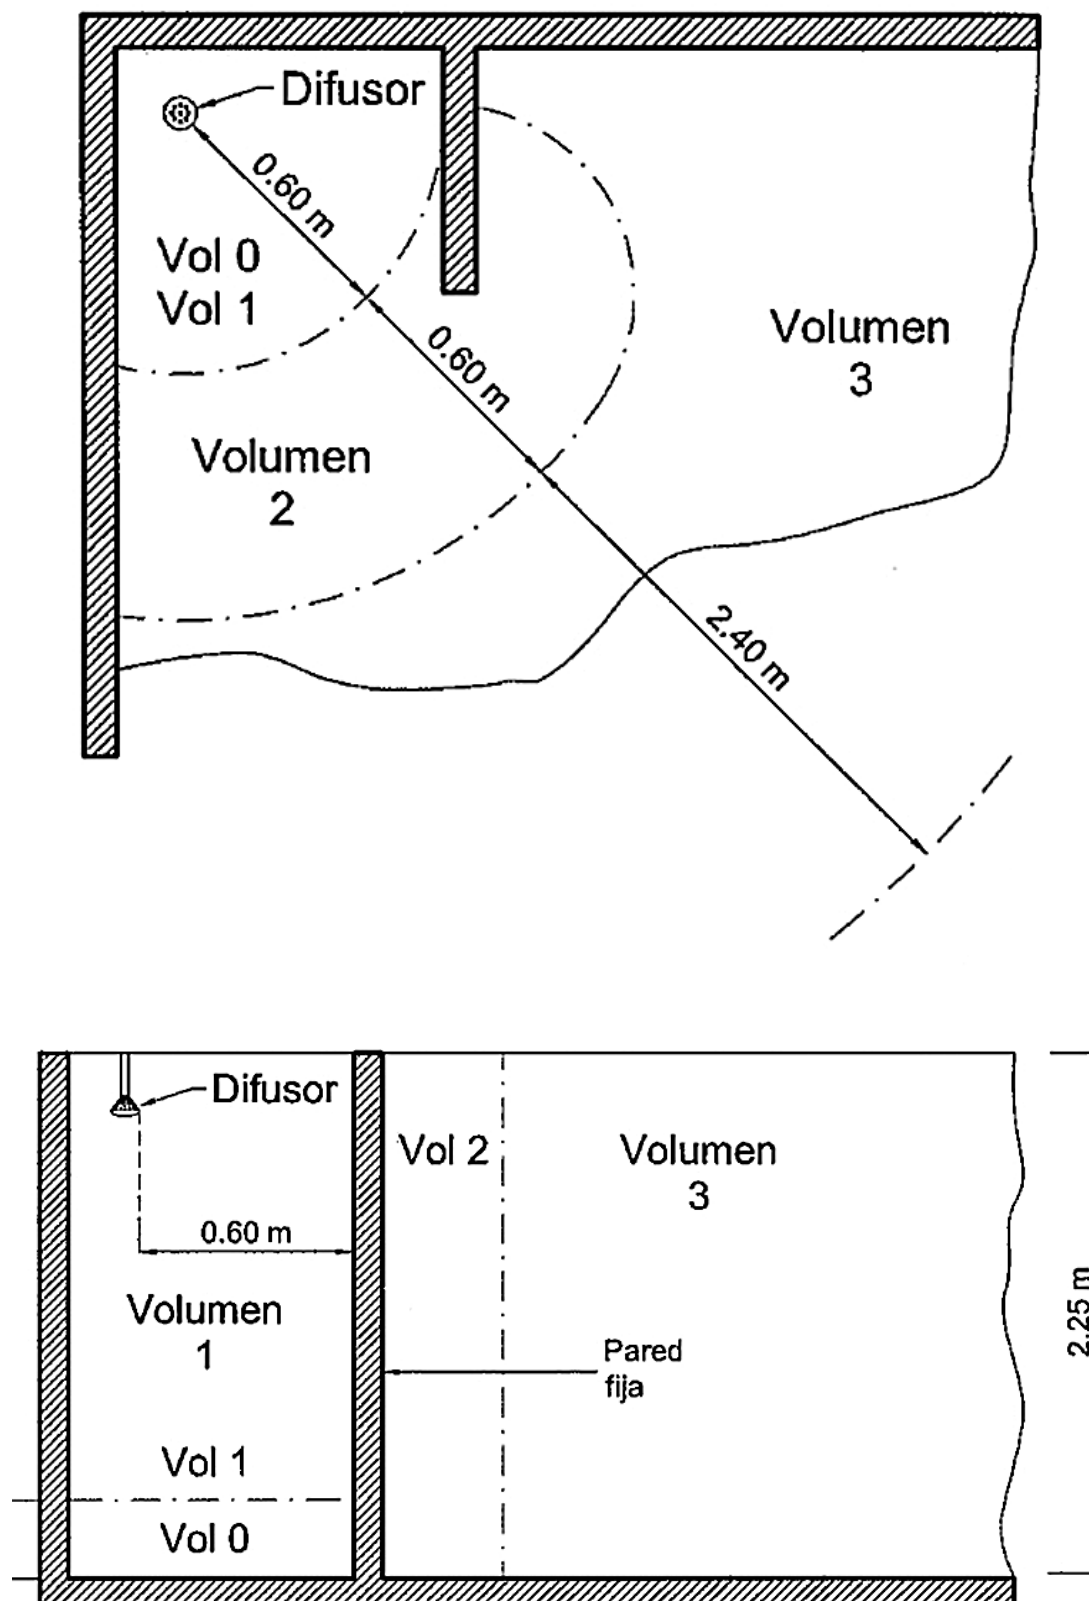 Difusor
0.60 m
Vol 0
Vol 1
0.60 m
Volumen
3
Volumen
2
2.40 m
Difusor
Vol 2
Volumen
3
0.60 m
Volumen
1
2.25 m
Pared
fija
Vol 1
Vol 0